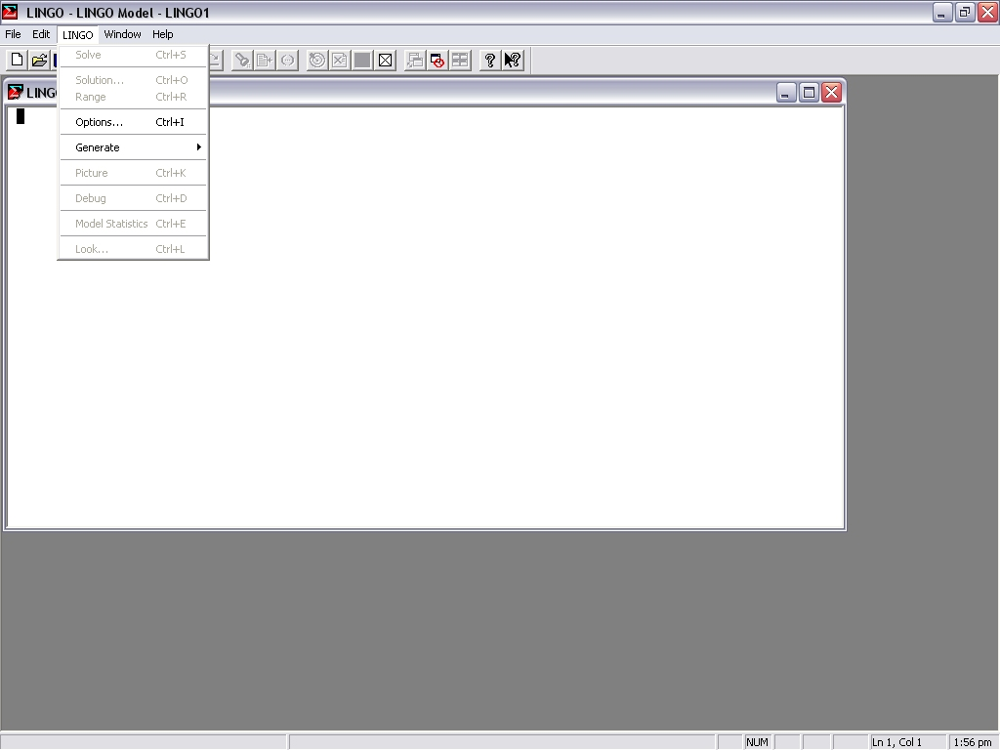 LINGO - LINGO Model - LINGO1
File Edit LINGO Window Help
Solve Ctrl+S
Solution... Ctrl+O
LING
Range Ctrl+R
Options... Ctrl+I
Generate
Picture Ctrl+K
Debug Ctrl+D
Model Statistics Ctrl+E
Look... Ctrl+L
NUM Ln 1, Col 1 1:56 pm